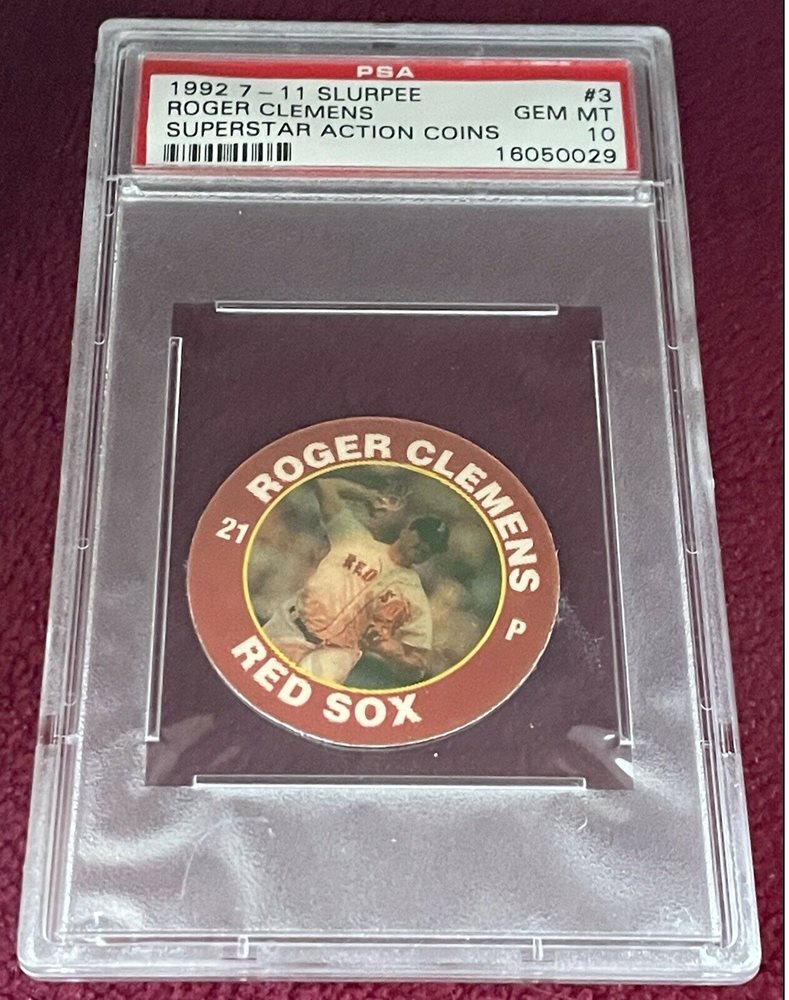 PSA
1992 7-11 SLURPEE #3
ROGER CLEMENS GEM MT
SUPERSTAR ACTION COINS 10
16050029
ROGER CLEMENS
21
P
RED SOX
RED